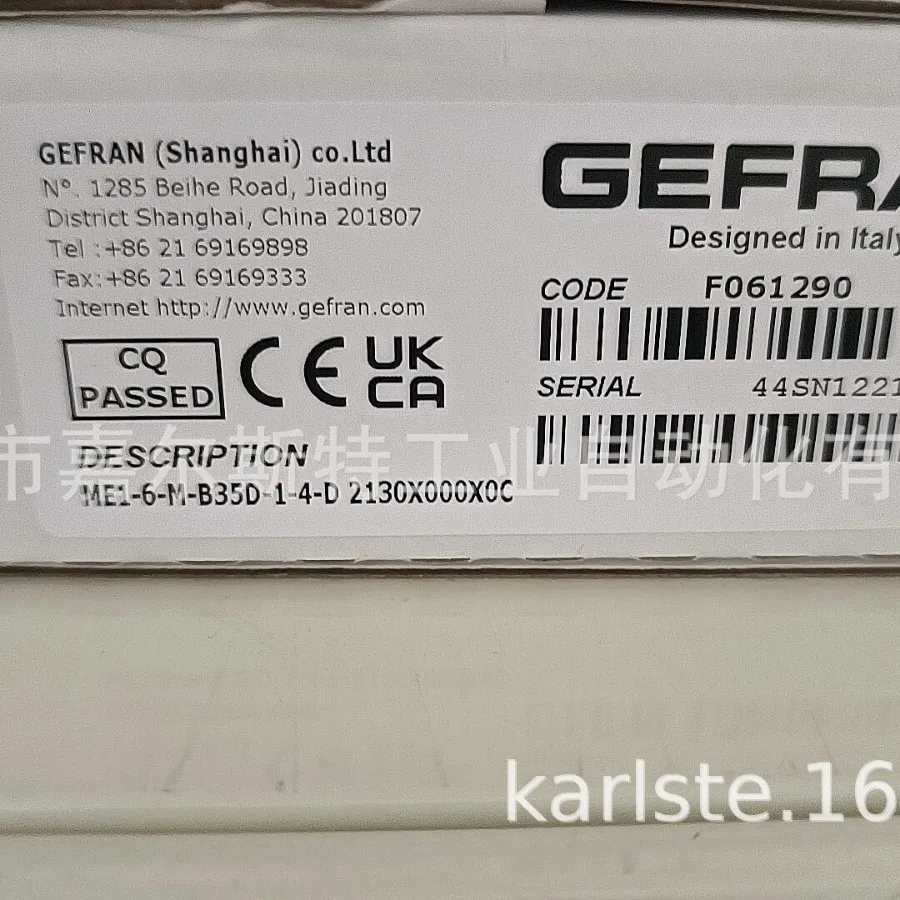 GEFRAN (Shanghai) co.Ltd
N°. 1285 Beihe Road, Jiading
District Shanghai, China 201807
Tel :+86 21 69169898
Fax:+86 21 69169333
Internet http://www.gefran.com
CQ
PASSED
CE
UK
CA
GEFRA
Designed in Italy
CODE F061290
SERIAL 44SN1221
DESCRIPTION
ME1-6-M-B35D-1-4-D 2130X000X0C
市嘉尔斯特工业自动化有
karlste.16